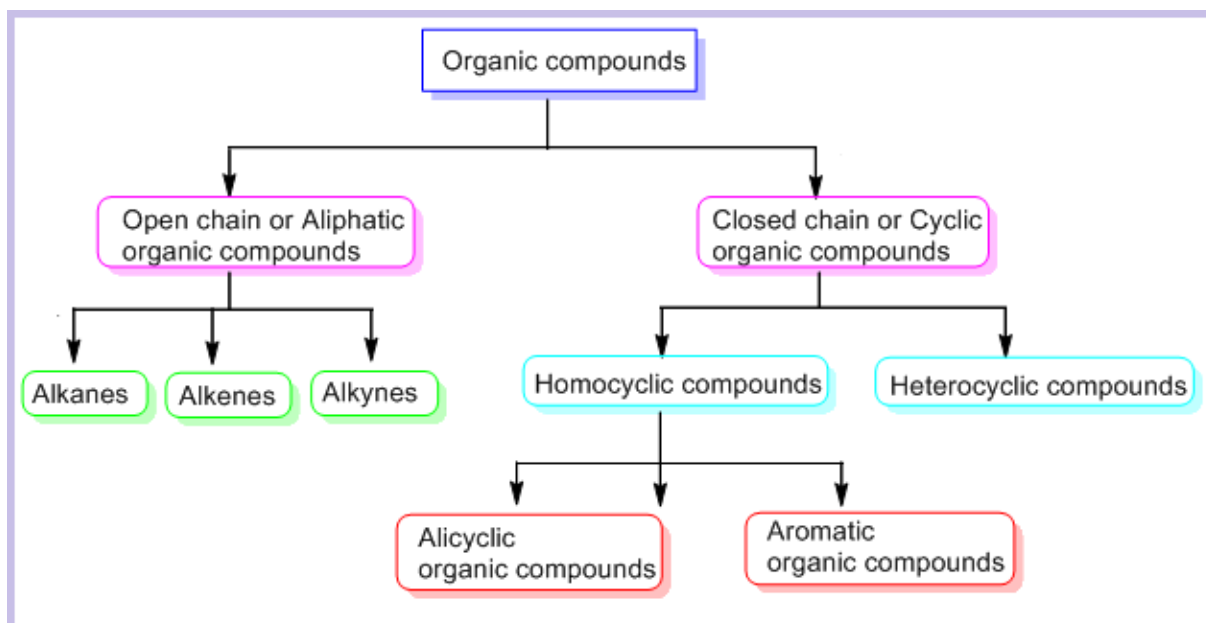 Organic compounds
Open chain or Aliphatic
organic compounds
Closed chain or Cyclic
organic compounds
Alkanes
Alkenes
Alkynes
Homocyclic compounds
Heterocyclic compounds
Alicyclic
organic compounds
Aromatic
organic compounds